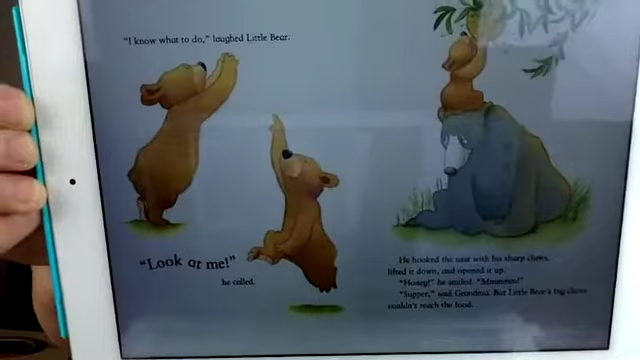 "I know what to do," laughed Little Bear.
"Look at me!"
he called.
He hooked the nest with his sharp claws,
lifted it down, and opened it up.
"Honey!" he smiled. "Mmmmm!"
"Supper," said Grandma. But Little Bear's big claws
couldn't reach the food.